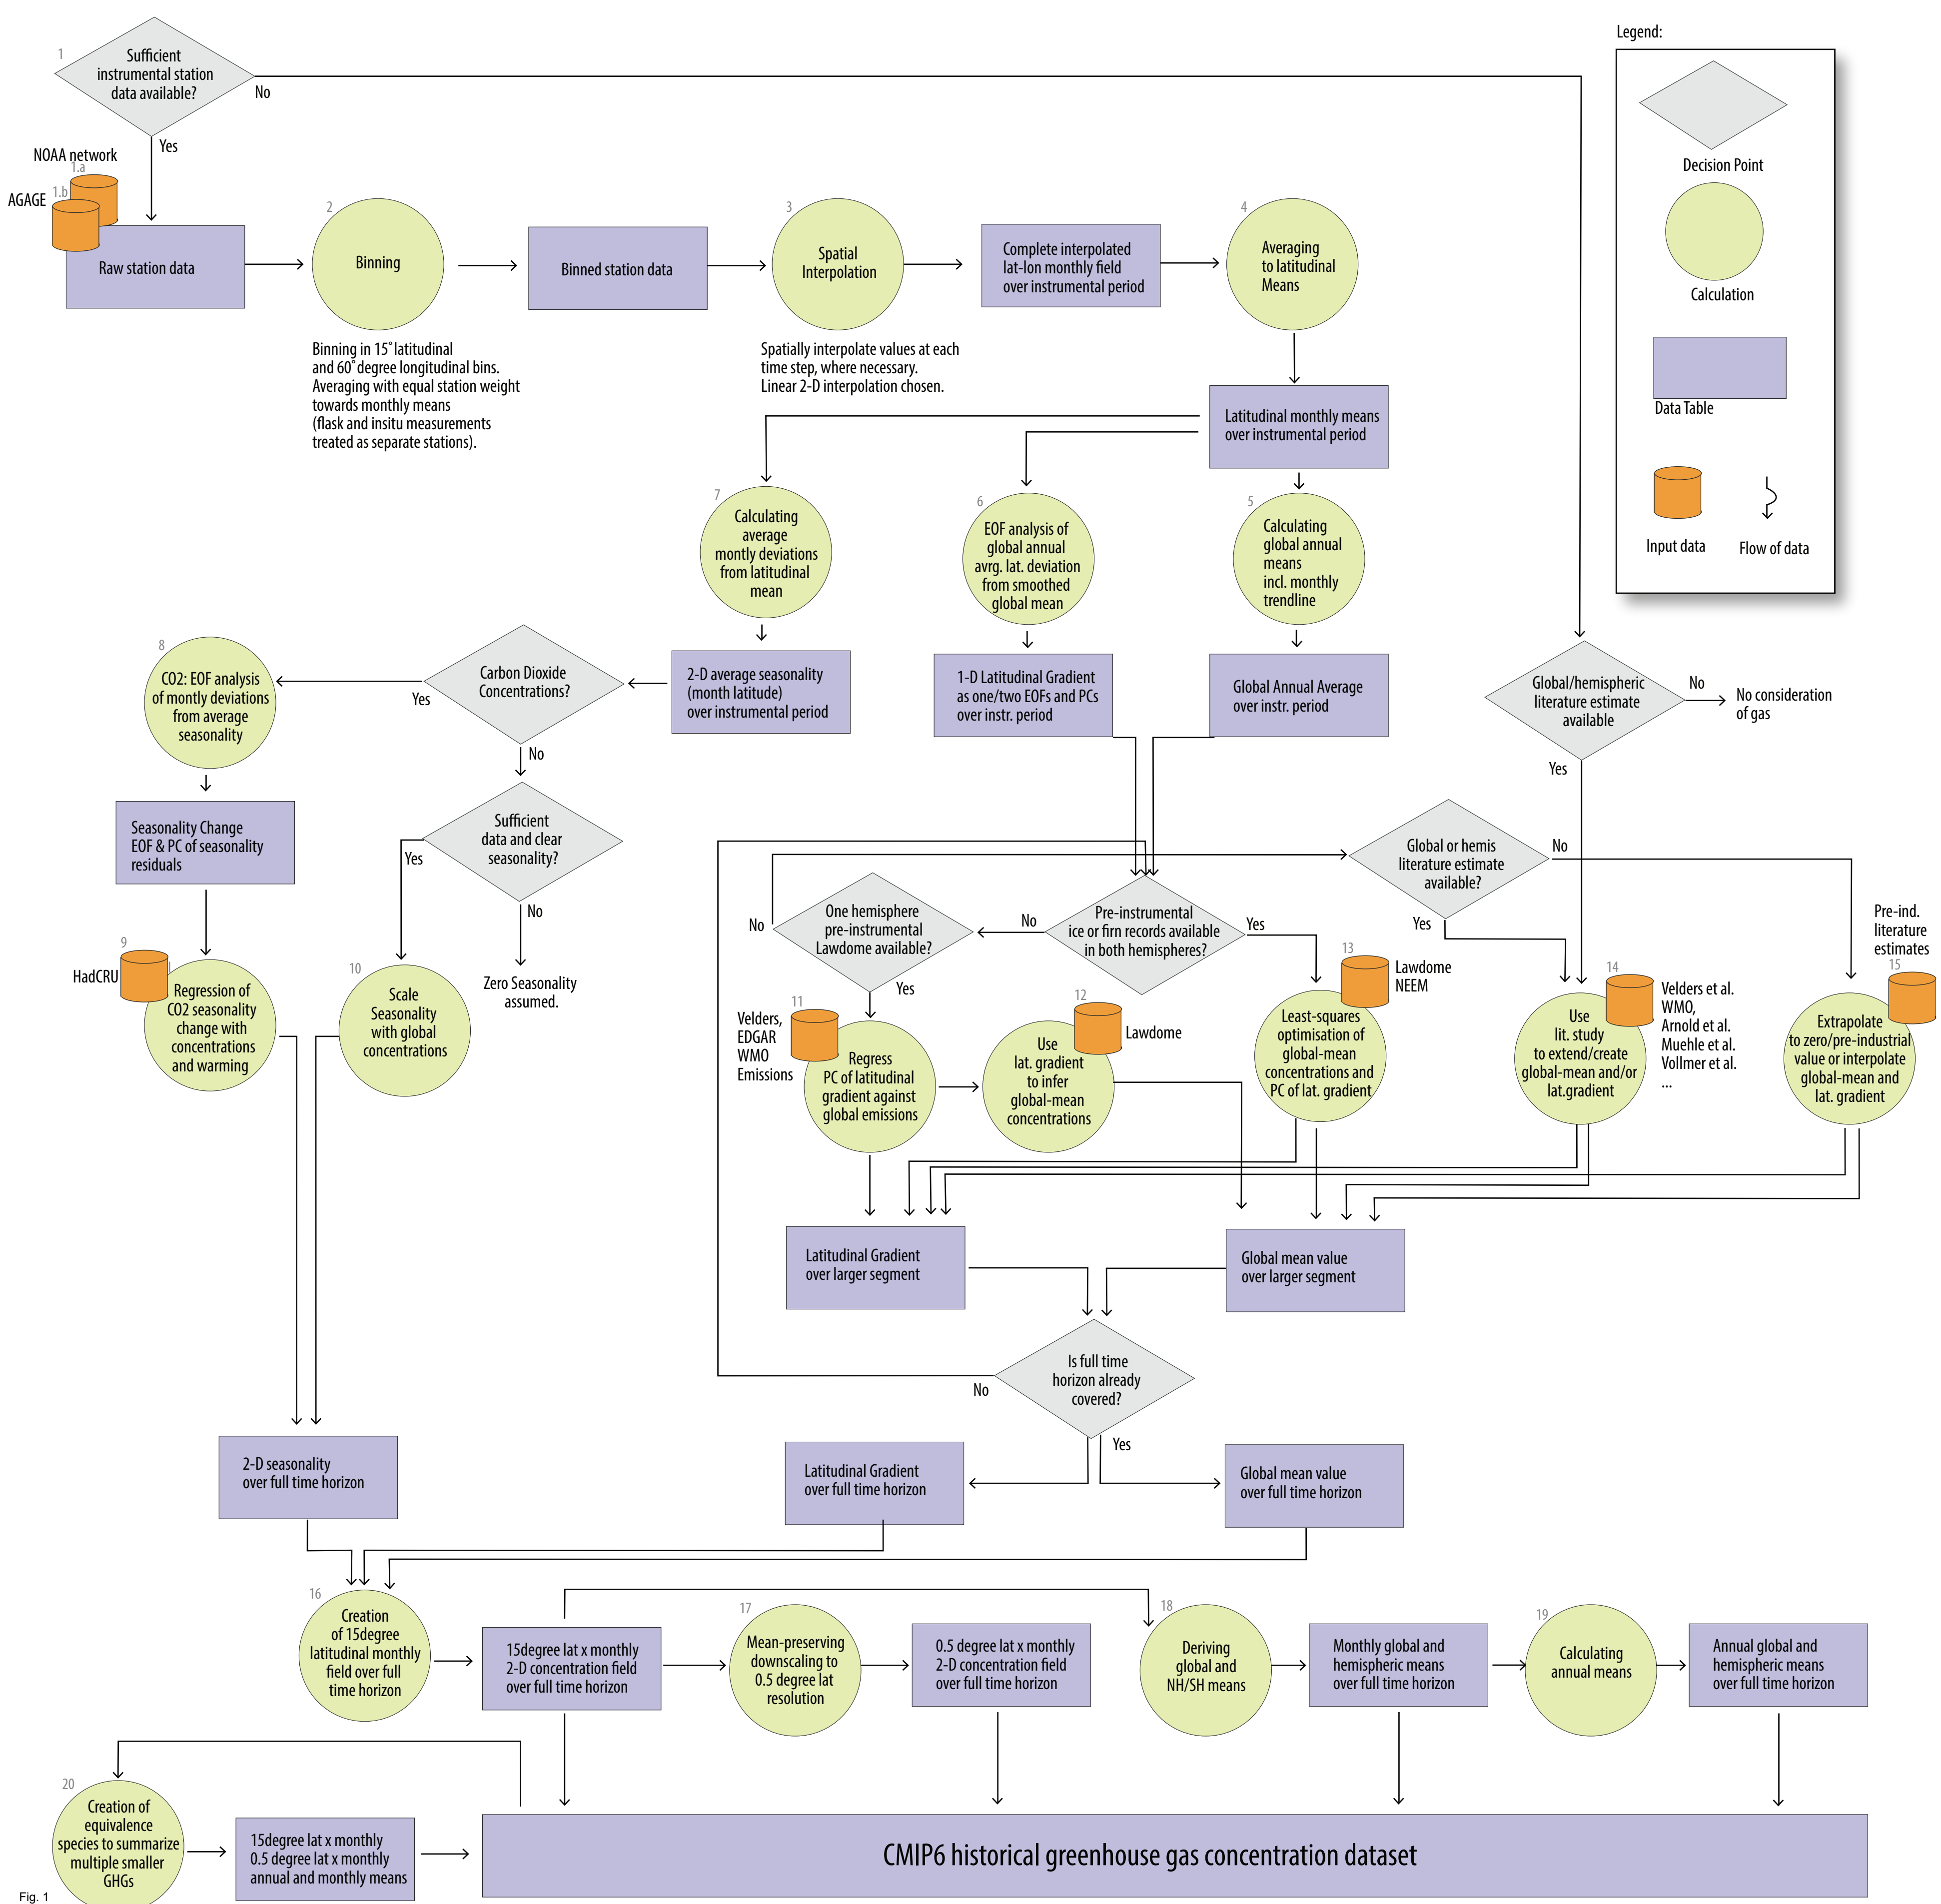 Legend:
1
Sufficient
instrumental station
data available?
No
Yes
NOAA network
1.a
1.b
AGAGE
Raw station data
2
Binning
Binned station data
3
Spatial
Interpolation
Complete interpolated
lat-lon monthly field
over instrumental period
4
Averaging
to latitudinal
Means
Decision Point
Calculation
Data Table
Input data
Flow of data
Binning in 15˚latitudinal
and 60˚degree longitudinal bins.
Averaging with equal station weight
towards monthly means
(flask and insitu measurements
treated as separate stations).
Spatially interpolate values at each
time step, where necessary.
Linear 2-D interpolation chosen.
Latitudinal monthly means
over instrumental period
7
Calculating
average
montly deviations
from latitudinal
mean
6
EOF analysis of
global annual
avrg. lat. deviation
from smoothed
global mean
5
Calculating
global annual
means
incl. monthly
trendline
8
CO2: EOF analysis
of montly deviations
from average
seasonality
Yes
Carbon Dioxide
Concentrations?
No
2-D average seasonality
(month latitude)
over instrumental period
1-D Latitudinal Gradient
as one/two EOFs and PCs
over instr. period
Global Annual Average
over instr. period
Global/hemispheric
literature estimate
available
No
No consideration
of gas
Yes
Seasonality Change
EOF & PC of seasonality
residuals
Sufficient
data and clear
seasonality?
Yes
No
Zero Seasonality
assumed.
Global or hemis
literature estimate
available?
No
Yes
One hemisphere
pre-instrumental
Lawdome available?
No
Yes
Pre-instrumental
ice or firn records available
in both hemispheres?
No
Yes
9
HadCRU
Regression of
CO2 seasonality
change with
concentrations
and warming
10
Scale
Seasonality
with global
concentrations
11
Velders,
EDGAR
WMO
Emissions
Regress
PC of latitudinal
gradient against
global emissions
12
Lawdome
Use
lat. gradient
to infer
global-mean
concentrations
13
Lawdome
NEEM
Least-squares
optimisation of
global-mean
concentrations and
PC of lat. gradient
14
Velders et al.
WMO,
Arnold et al.
Muehle et al.
Vollmer et al.
...
Use
lit. study
to extend/create
global-mean and/or
lat.gradient
Pre-ind.
literature
estimates
15
Extrapolate
to zero/pre-industrial
value or interpolate
global-mean and
lat. gradient
Latitudinal Gradient
over larger segment
Global mean value
over larger segment
Is full time
horizon already
covered?
No
Yes
2-D seasonality
over full time horizon
Latitudinal Gradient
over full time horizon
Global mean value
over full time horizon
16
Creation
of 15degree
latitudinal monthly
field over full
time horizon
15degree lat x monthly
2-D concentration field
over full time horizon
17
Mean-preserving
downscaling to
0.5 degree lat
resolution
0.5 degree lat x monthly
2-D concentration field
over full time horizon
18
Deriving
global and
NH/SH means
Monthly global and
hemispheric means
over full time horizon
19
Calculating
annual means
Annual global and
hemispheric means
over full time horizon
20
Creation of
equivalence
species to summarize
multiple smaller
GHGs
15degree lat x monthly
0.5 degree lat x monthly
annual and monthly means
CMIP6 historical greenhouse gas concentration dataset
Fig. 1